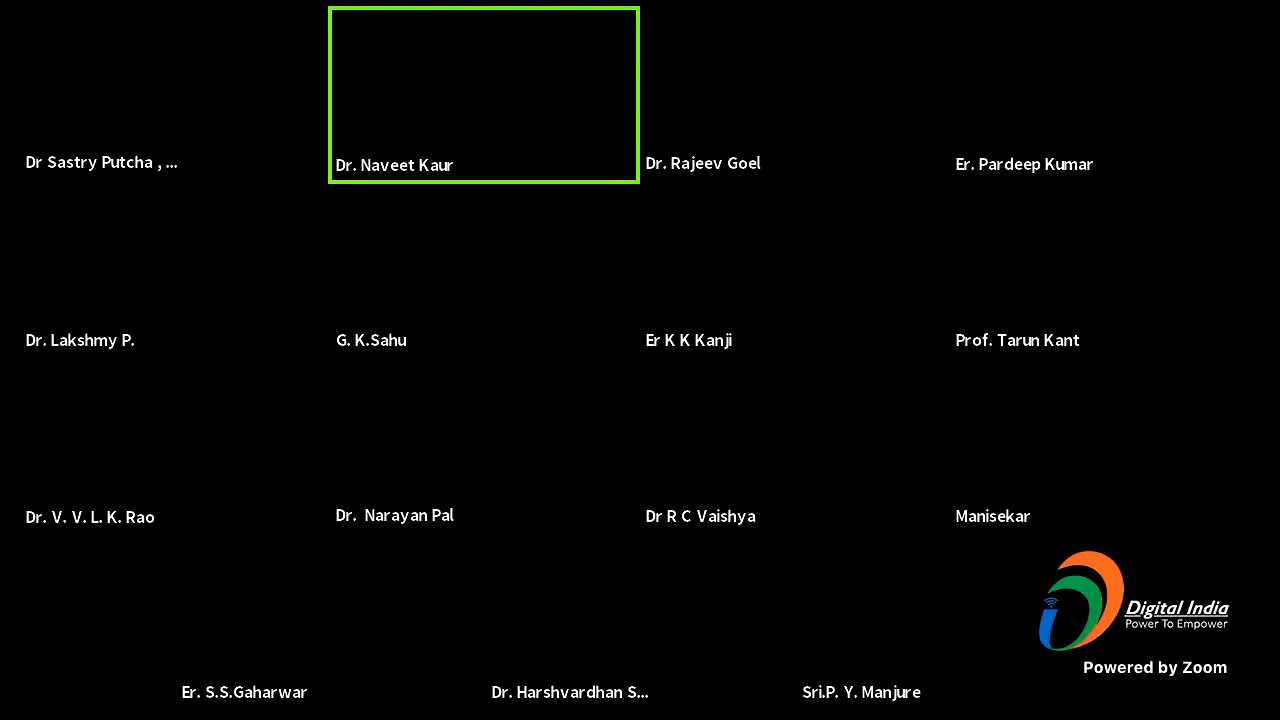 Dr Sastry Putcha , ...
Dr. Naveet Kaur
Dr. Rajeev Goel
Er. Pardeep Kumar
Dr. Lakshmy P.
G. K.Sahu
Er K K Kanji
Prof. Tarun Kant
Dr. V. V. L. K. Rao
Dr. Narayan Pal
Dr R C Vaishya
Manisekar
Digital India
Power To Empower
Powered by Zoom
Er. S.S.Gaharwar
Dr. Harshvardhan S...
Sri.P. Y. Manjure